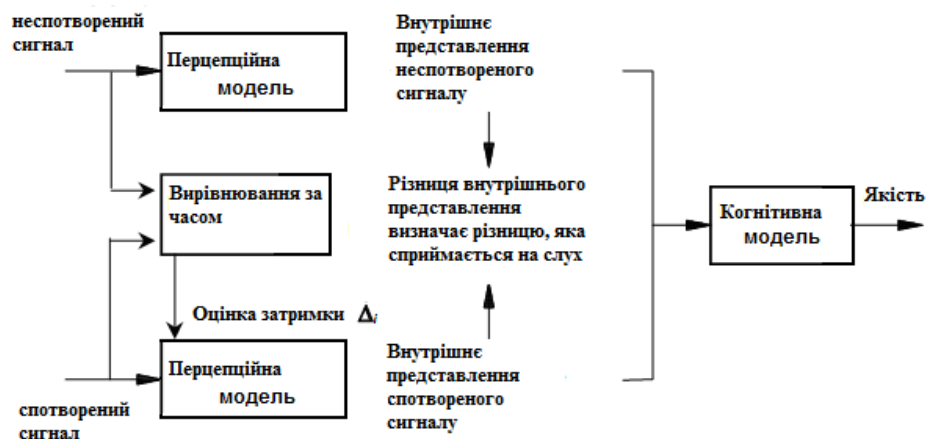 неспотворений
сигнал
Перцепційна
модель
Внутрішнє
представлення
неспотвореного
сигналу
Вирівнювання за
часом
Різниця внутрішнього
представлення
визначає різницю, яка
сприймається на слух
Когнітивна
модель
Якість
Оцінка затримки Δi
Перцепційна
модель
Внутрішнє
представлення
спотвореного
сигналу
спотворений
сигнал